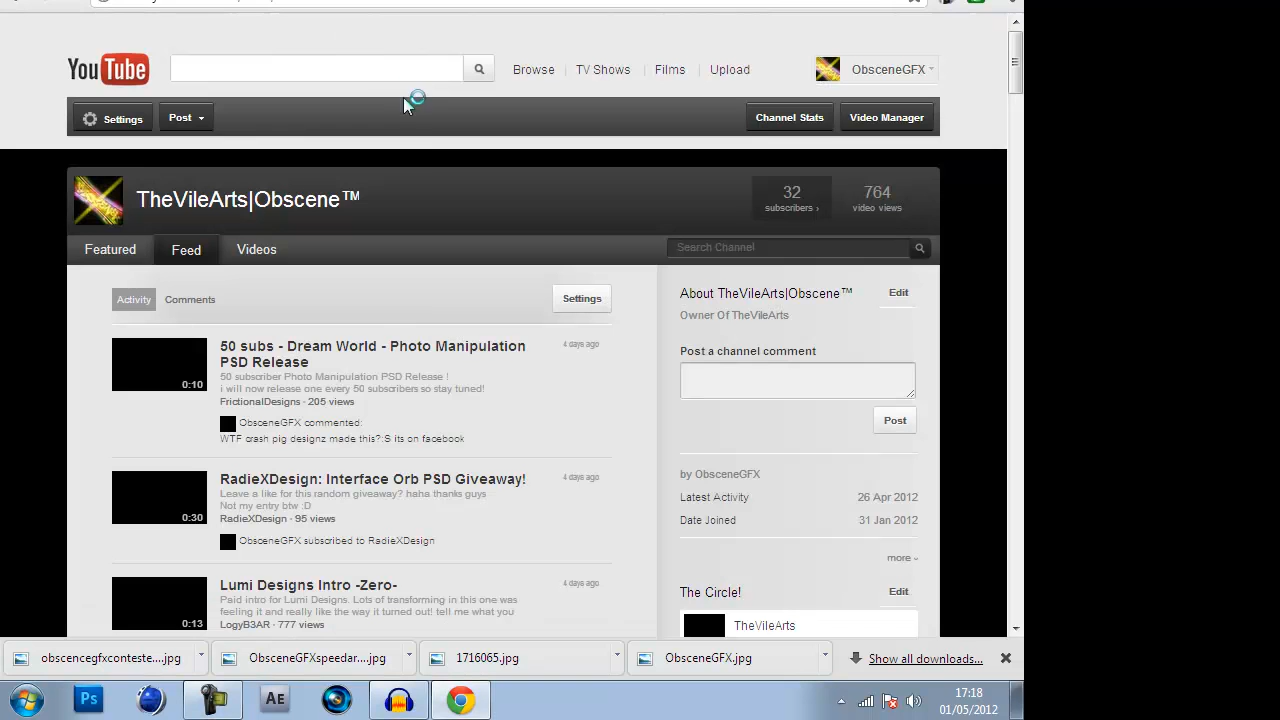 YouTube
Browse
TV Shows
Films
Upload
ObsceneGFX
Settings
Post
Channel Stats
Video Manager
TheVileArts|Obscene™
32
subscribers ›
764
video views
Featured
Feed
Videos
Search Channel
Activity
Comments
Settings
50 subs - Dream World - Photo Manipulation
PSD Release
4 days ago
50 subscriber Photo Manipulation PSD Release !
i will now release one every 50 subscribers so stay tuned!
FrictionalDesigns · 205 views
0:10
ObsceneGFX commented:
WTF crash pig designz made this? :S its on facebook
RadieXDesign: Interface Orb PSD Giveaway!
4 days ago
Leave a like for this random giveaway? haha thanks guys
Not my entry btw :D
RadieXDesign · 95 views
0:30
ObsceneGFX subscribed to RadieXDesign
Lumi Designs Intro -Zero-
4 days ago
Paid intro for Lumi Designs. Lots of transforming in this one was
feeling it and really like the way it turned out! tell me what you
LogyB3AR · 777 views
0:13
About TheVileArts|Obscene™
Edit
Owner Of TheVileArts
Post a channel comment
Post
by ObsceneGFX
Latest Activity
26 Apr 2012
Date Joined
31 Jan 2012
more
The Circle!
Edit
TheVileArts
obscencegfxconteste....jpg
ObsceneGFXspeedar....jpg
1716065.jpg
ObsceneGFX.jpg
Show all downloads...
Ps
AE
17:18
01/05/2012